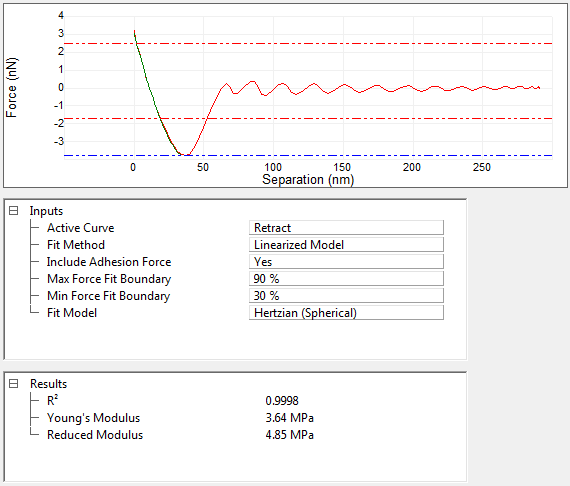 4
3
2
1
0
-1
-2
-3
Force (nN)
0 50 100 150 200 250
Separation (nm)
Inputs
Active Curve Retract
Fit Method Linearized Model
Include Adhesion Force Yes
Max Force Fit Boundary 90 %
Min Force Fit Boundary 30 %
Fit Model Hertzian (Spherical)
Results
R² 0.9998
Young's Modulus 3.64 MPa
Reduced Modulus 4.85 MPa